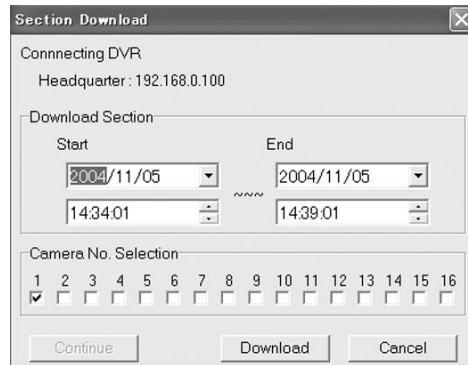 Section Download
Connnecting DVR
Headquarter : 192.168.0.100
Download Section
Start End
2004/11/05 2004/11/05
~~~
14:34:01 14:39:01
Camera No. Selection
1 2 3 4 5 6 7 8 9 10 11 12 13 14 15 16
Continue Download Cancel